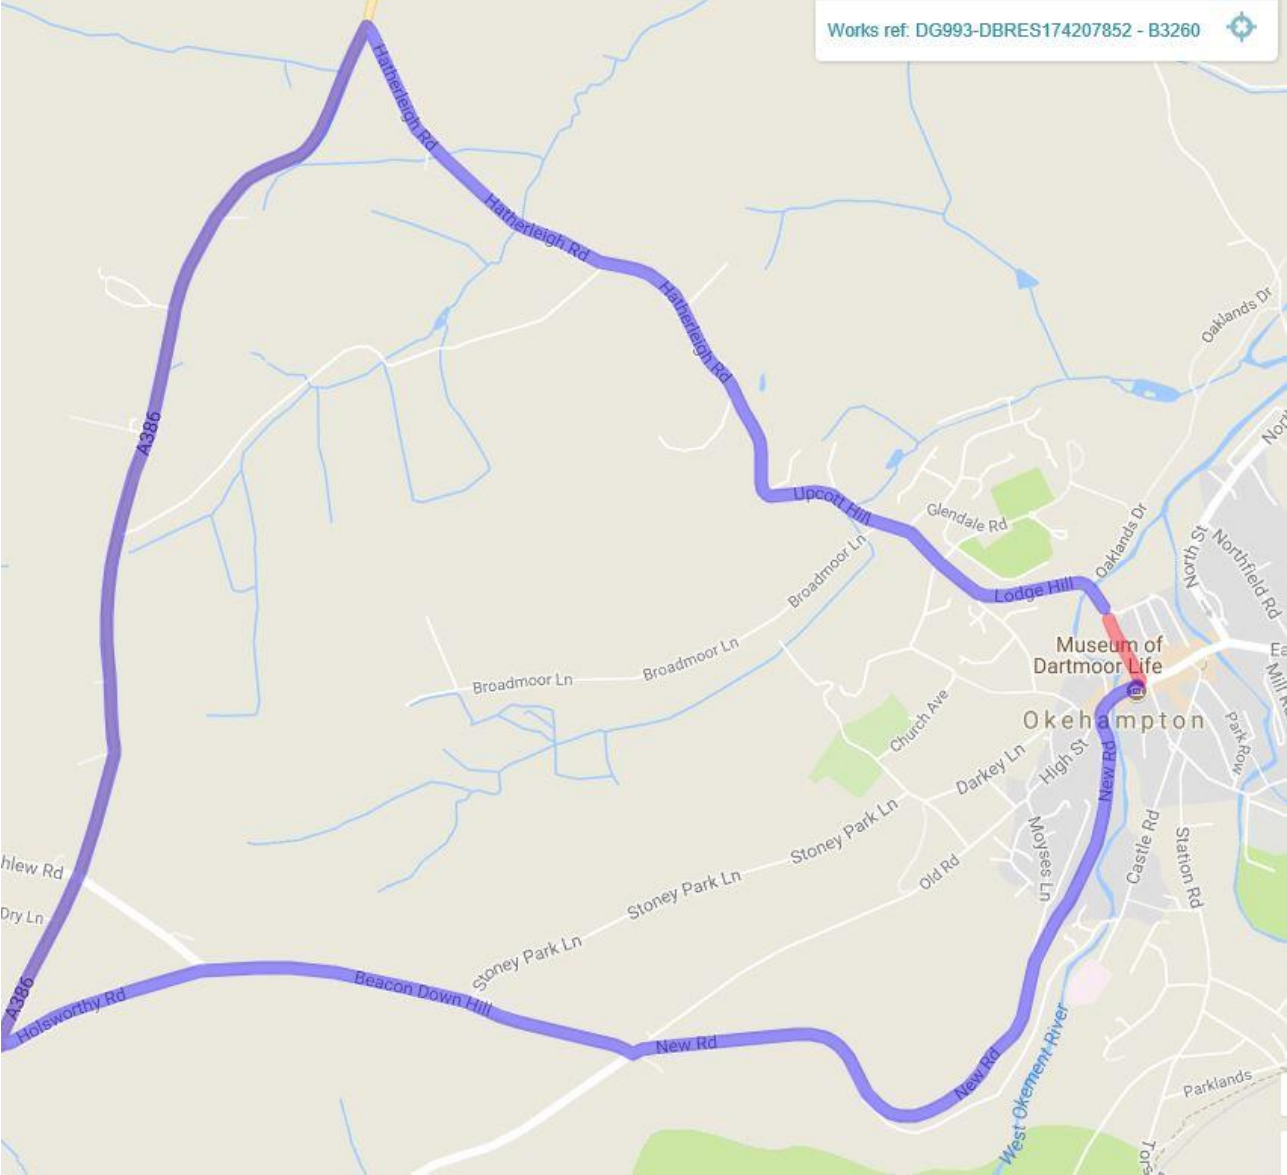 Works ref: DG993-DBRES174207852 - B3260
Hatherleigh Rd
Hatherleigh Rd
Hatherleigh Rd
Oaklands Dr
A386
Upcott Hill
Glendale Rd
Oaklands Dr
North St
Northfield Rd
Broadmoor Ln
Lodge Hill
Museum of
Dartmoor Life
Broadmoor Ln
Broadmoor Ln
Okehampton
Church Ave
High St
Park Row
New Rd
Darkey Ln
Stoney Park Ln
Moyses Ln
Castle Rd
Station Rd
Old Rd
hlew Rd
Stoney Park Ln
Dry Ln
Stoney Park Ln
A386
Holsworthy Rd
Beacon Down Hill
New Rd
New Rd
West Okement River
Parklands